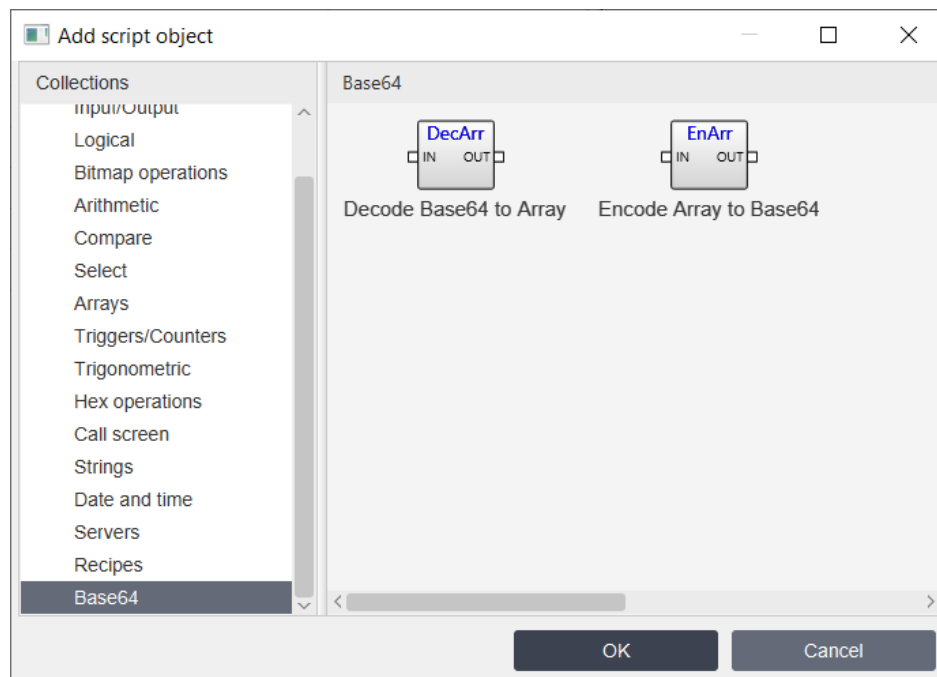 Add script object
Collections
Input/Output
Logical
Bitmap operations
Arithmetic
Compare
Select
Arrays
Triggers/Counters
Trigonometric
Hex operations
Call screen
Strings
Date and time
Servers
Recipes
Base64
Base64
DecArr
IN OUT
Decode Base64 to Array
EnArr
IN OUT
Encode Array to Base64
OK
Cancel